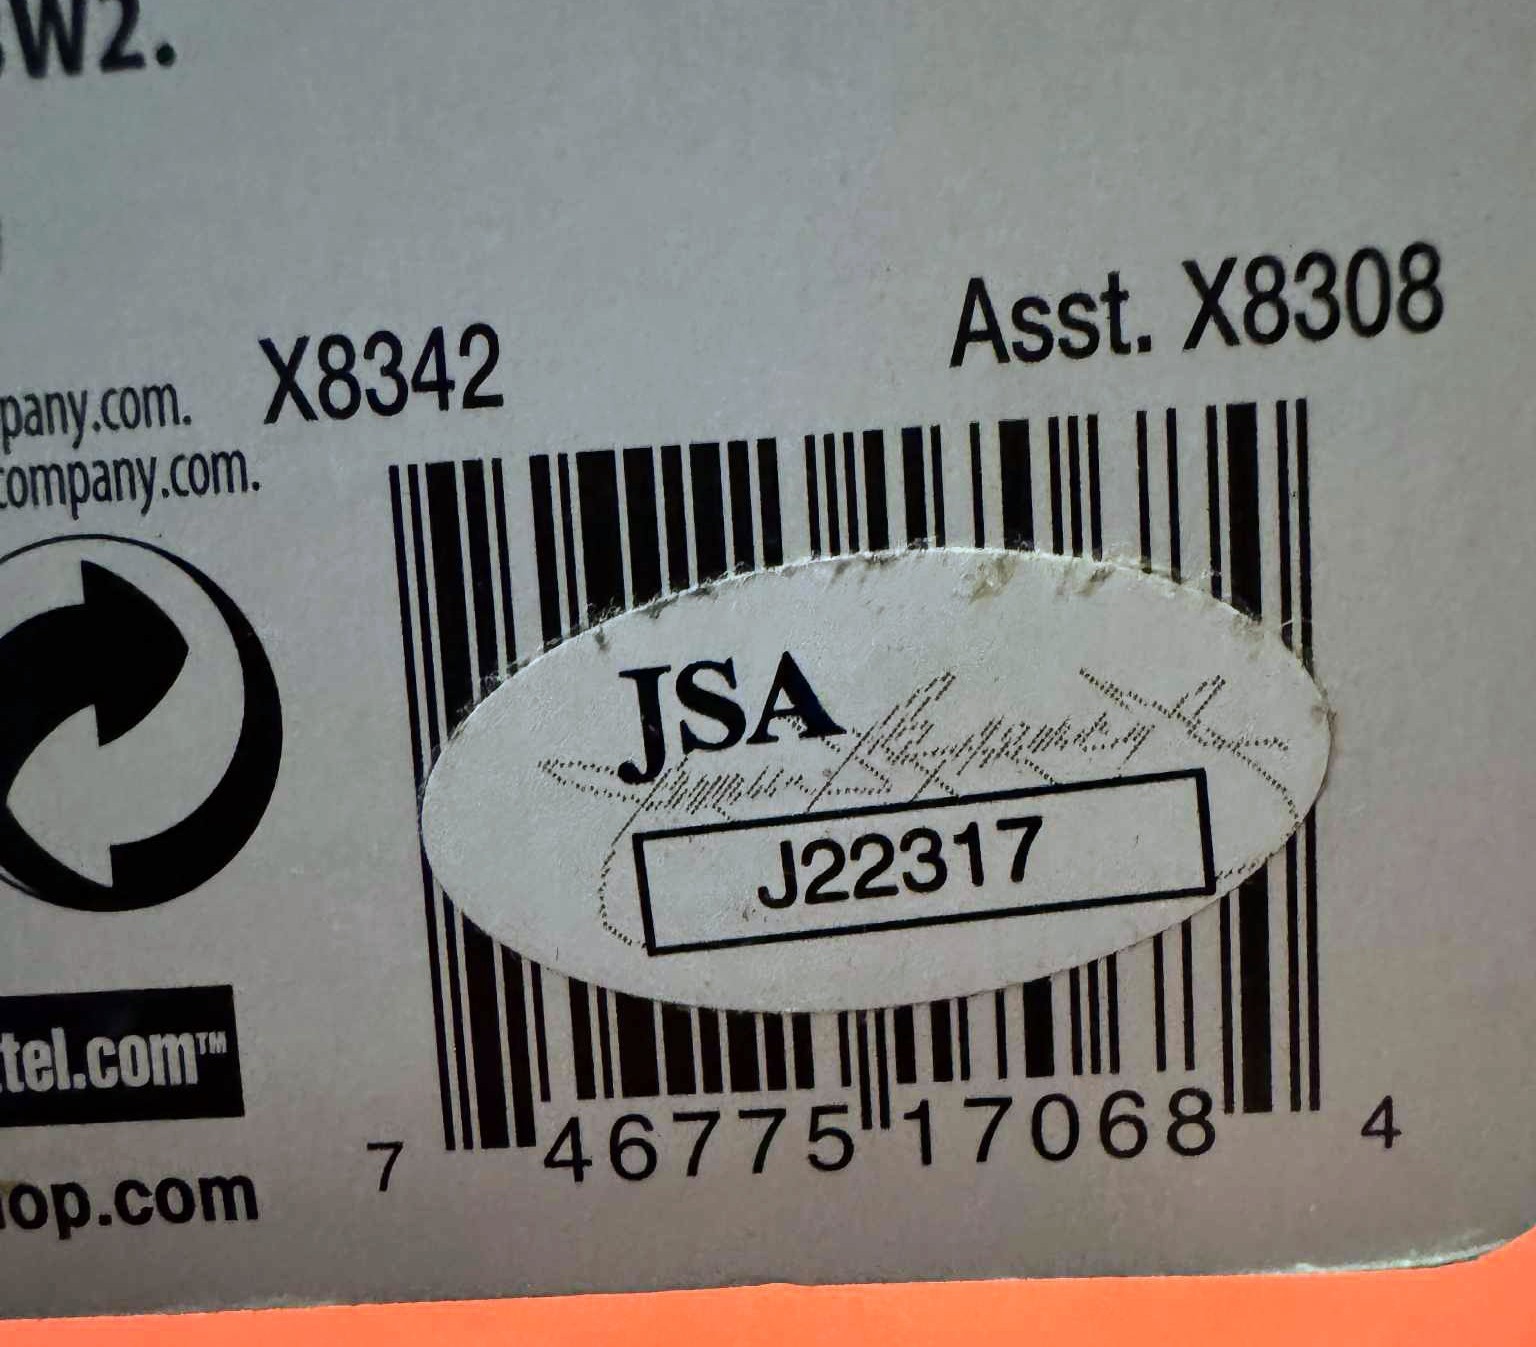 W2.
Asst. X8308
X8342
pany.com.
company.com.
JSA
J22317
tel.com™
7 46775 17068 4
op.com